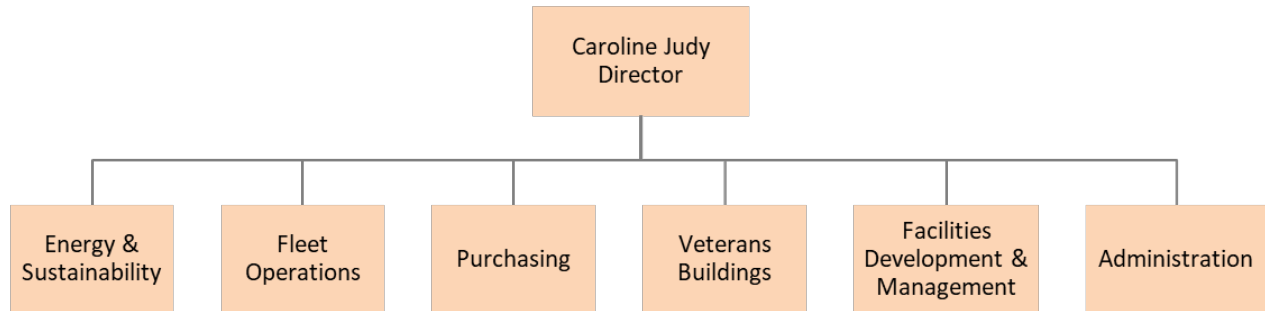 Caroline Judy
Director
Energy &
Sustainability
Fleet
Operations
Purchasing
Veterans
Buildings
Facilities
Development &
Management
Administration